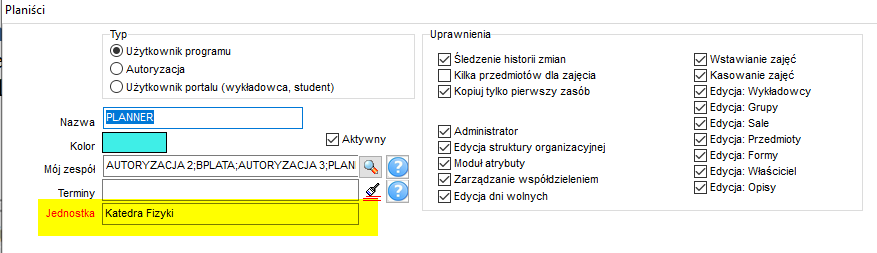 Planiści
Typ
Użytkownik programu
Autoryzacja
Użytkownik portalu (wykładowca, student)
Nazwa PLANNER
Kolor Aktywny
Mój zespół AUTORYZACJA 2;BPLATA;AUTORYZACJA 3;PLAN
Terminy
Jednostka Katedra Fizyki
Uprawnienia
Śledzenie historii zmian
Kilka przedmiotów dla zajęcia
Kopiuj tylko pierwszy zasób
Administrator
Edycja struktury organizacyjnej
Moduł atrybuty
Zarządzanie współdzieleniem
Edycja dni wolnych
Wstawianie zajęć
Kasowanie zajęć
Edycja: Wykładowcy
Edycja: Grupy
Edycja: Sale
Edycja: Przedmioty
Edycja: Formy
Edycja: Właściciel
Edycja: Opisy